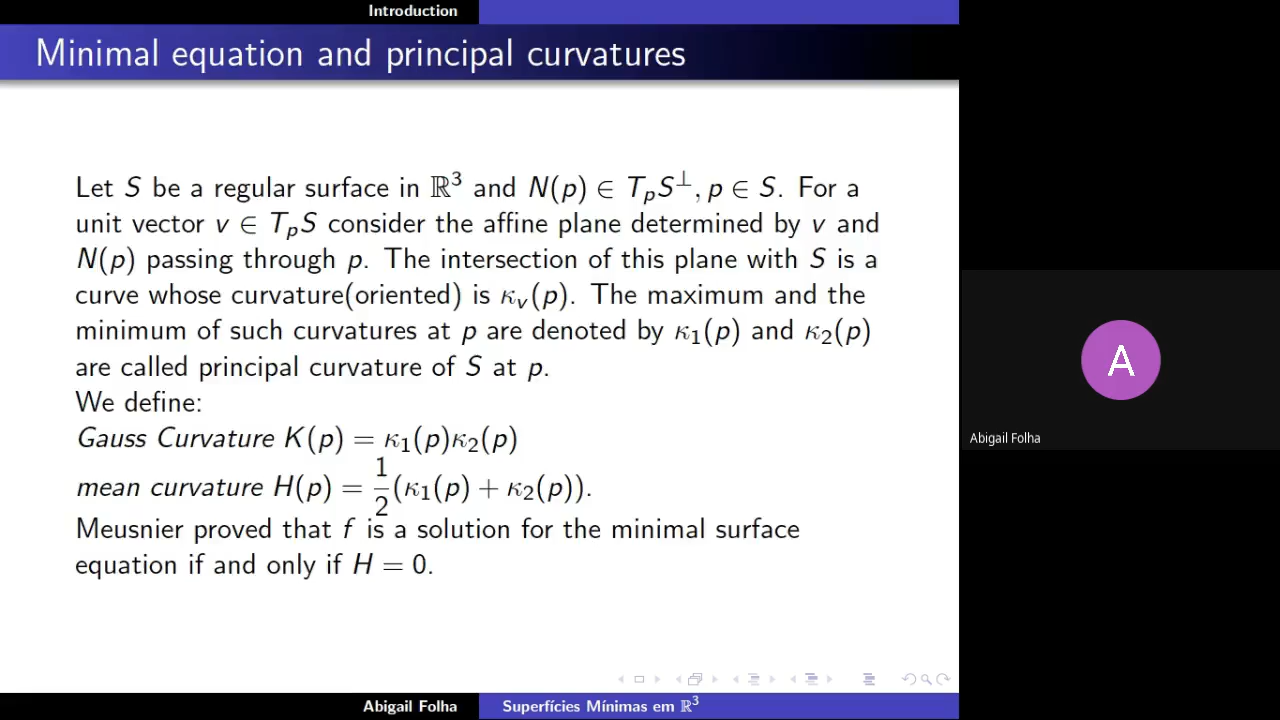 Introduction
Minimal equation and principal curvatures
Let S be a regular surface in ℝ³ and N(p) ∈ TₚS⊥, p ∈ S. For a
unit vector v ∈ TₚS consider the affine plane determined by v and
N(p) passing through p. The intersection of this plane with S is a
curve whose curvature(oriented) is κᵥ(p). The maximum and the
minimum of such curvatures at p are denoted by κ₁(p) and κ₂(p)
are called principal curvature of S at p.
We define:
Gauss Curvature K(p) = κ₁(p)κ₂(p)
mean curvature H(p) = 1/2(κ₁(p) + κ₂(p)).
Meusnier proved that f is a solution for the minimal surface
equation if and only if H = 0.
Abigail Folha
Superfícies Mínimas em ℝ³
A
Abigail Folha